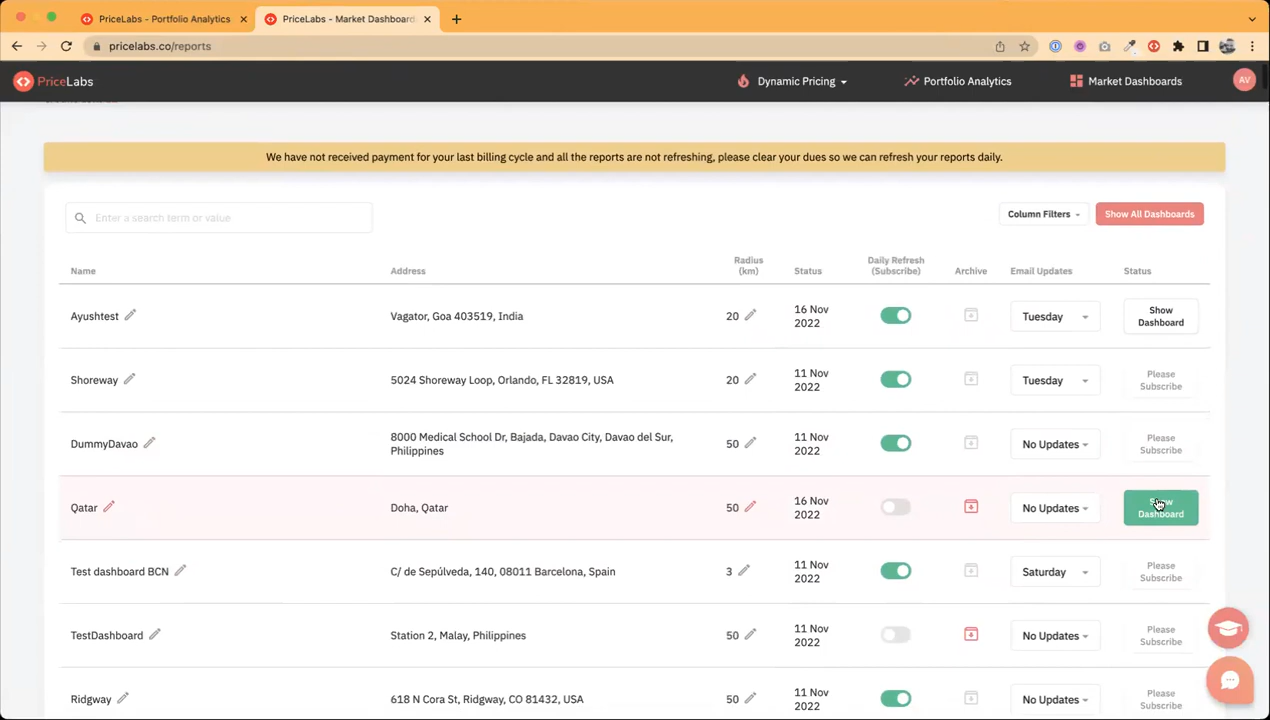 PriceLabs - Portfolio Analytics
PriceLabs - Market Dashboard
pricelabs.co/reports
PriceLabs
Dynamic Pricing
Portfolio Analytics
Market Dashboards
AV
We have not received payment for your last billing cycle and all the reports are not refreshing, please clear your dues so we can refresh your reports daily.
Enter a search term or value
Column Filters
Show All Dashboards
Name
Address
Radius
(km)
Status
Daily Refresh
(Subscribe)
Archive
Email Updates
Status
Ayushtest
Vagator, Goa 403519, India
20
16 Nov
2022
Tuesday
Show
Dashboard
Shoreway
5024 Shoreway Loop, Orlando, FL 32819, USA
20
11 Nov
2022
Tuesday
Please
Subscribe
DummyDavao
8000 Medical School Dr, Bajada, Davao City, Davao del Sur,
Philippines
50
11 Nov
2022
No Updates
Please
Subscribe
Qatar
Doha, Qatar
50
16 Nov
2022
No Updates
Show
Dashboard
Test dashboard BCN
C/ de Sepúlveda, 140, 08011 Barcelona, Spain
3
11 Nov
2022
Saturday
Please
Subscribe
TestDashboard
Station 2, Malay, Philippines
50
11 Nov
2022
No Updates
Please
Subscribe
Ridgway
618 N Cora St, Ridgway, CO 81432, USA
50
11 Nov
2022
No Updates
Please
Subscribe